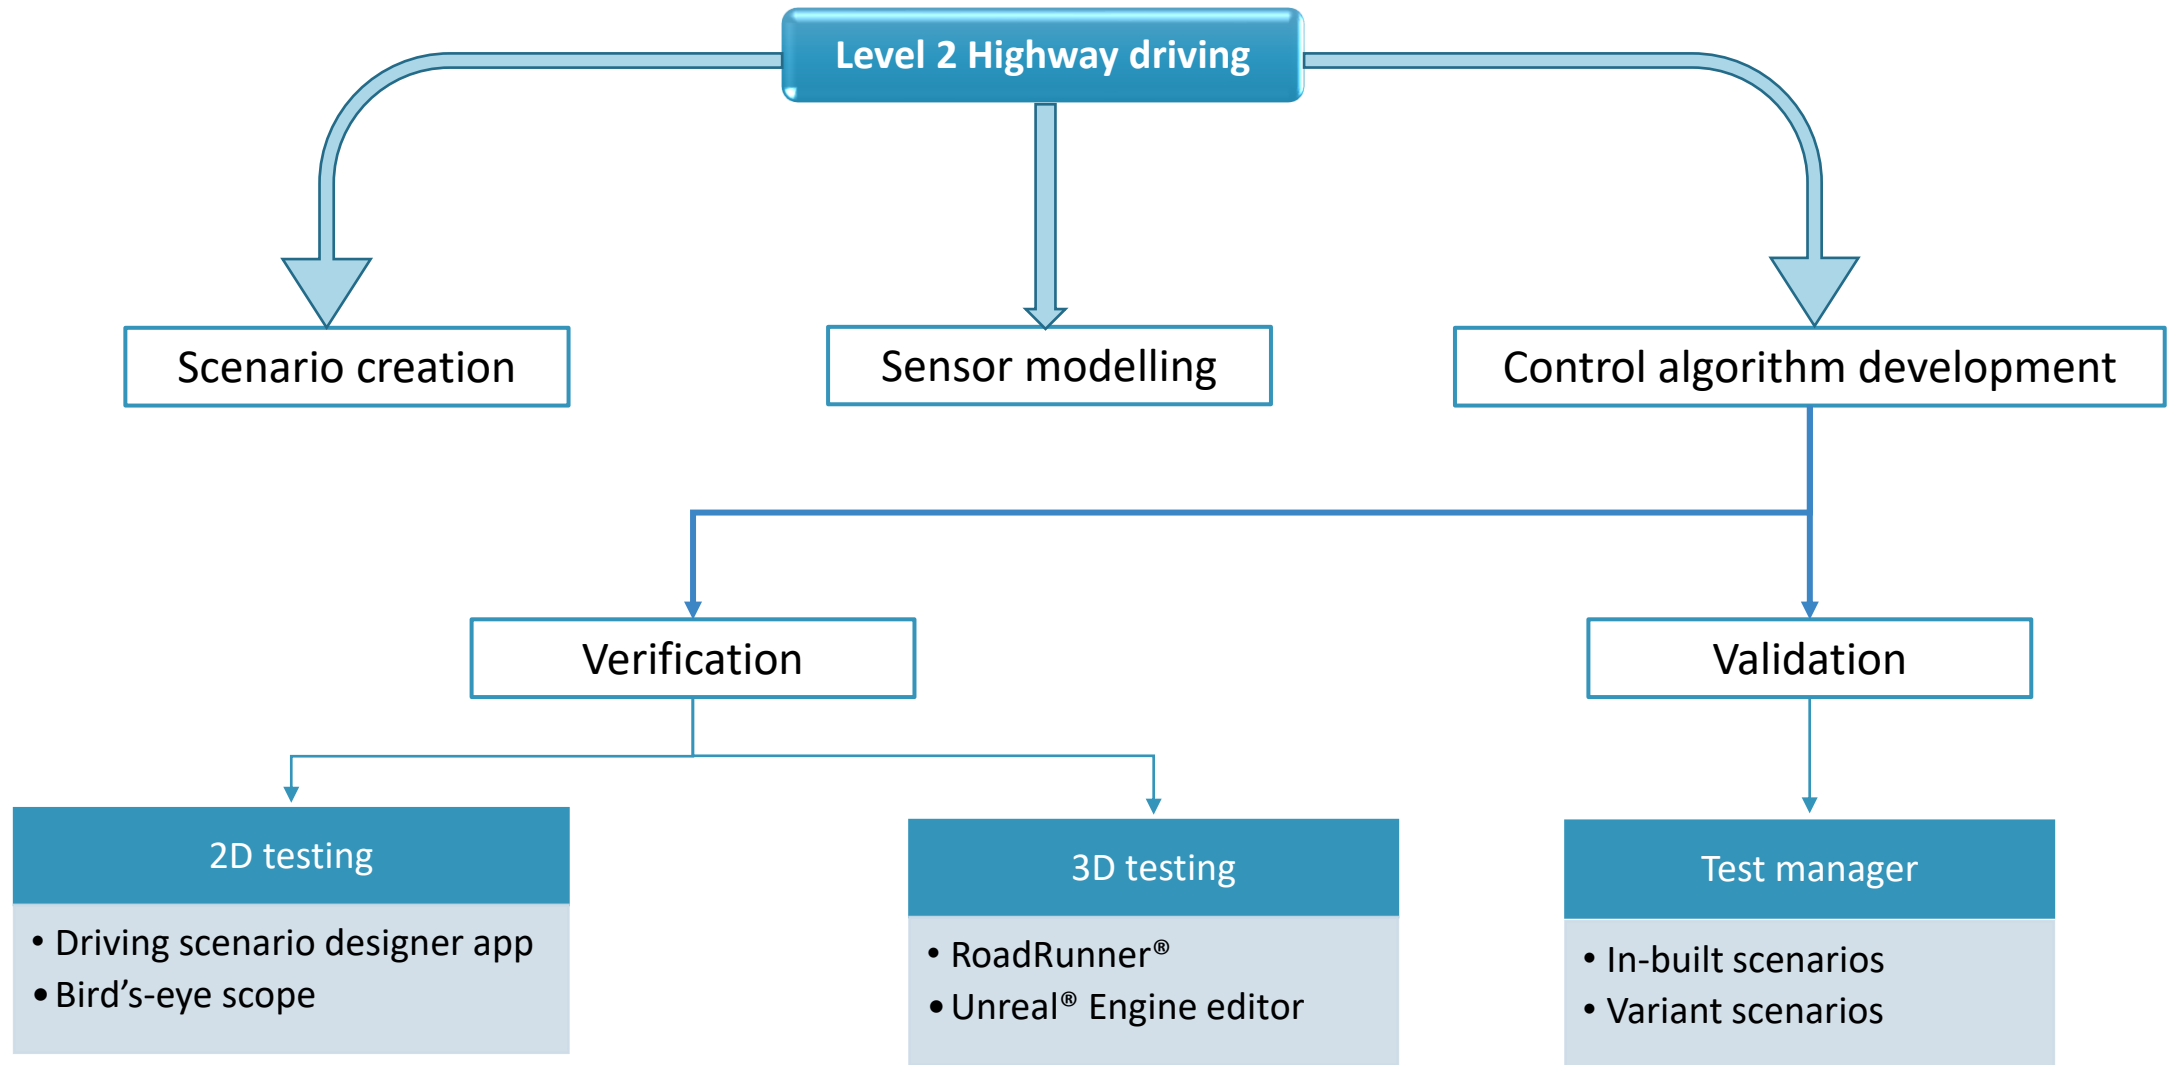 Level 2 Highway driving
Scenario creation
Sensor modelling
Control algorithm development
Verification
Validation
2D testing
• Driving scenario designer app
• Bird’s-eye scope
3D testing
• RoadRunner®
• Unreal® Engine editor
Test manager
• In-built scenarios
• Variant scenarios